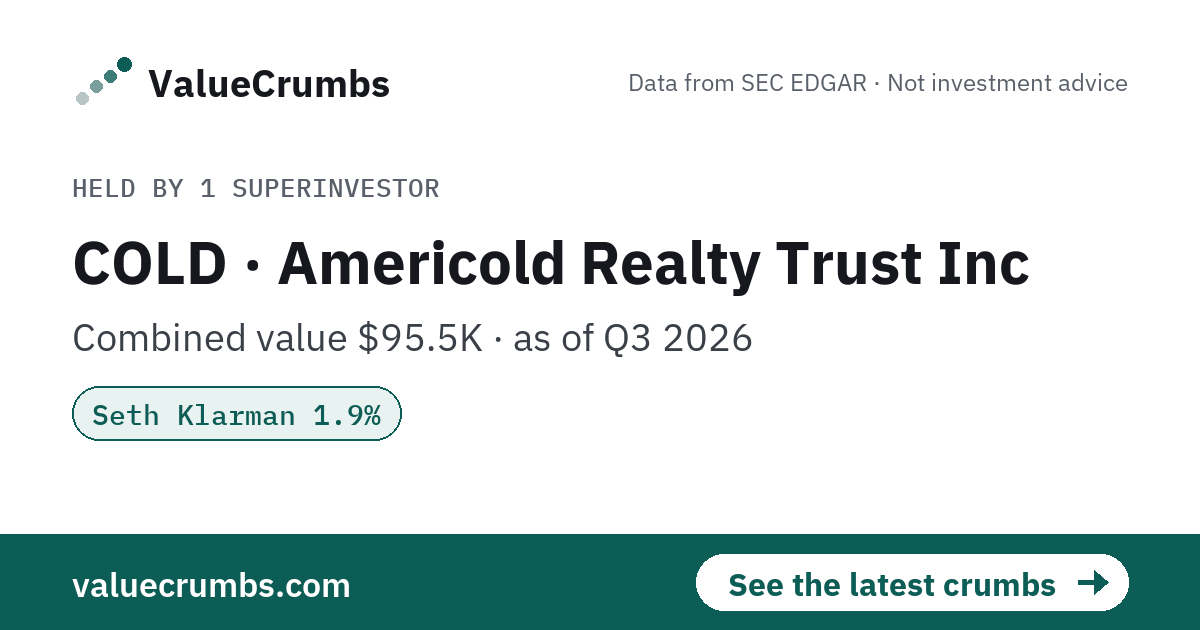 ValueCrumbs
Data from SEC EDGAR · Not investment advice
HELD BY 1 SUPERINVESTOR
COLD · Americold Realty Trust Inc
Combined value $95.5K · as of Q3 2026
Seth Klarman 1.9%
valuecrumbs.com
See the latest crumbs →